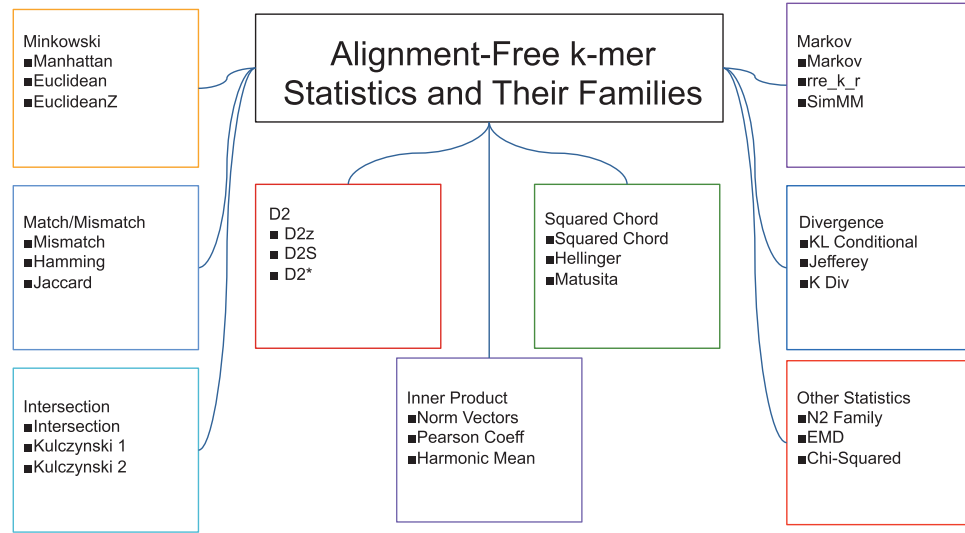 Alignment-Free k-mer
Statistics and Their Families
Minkowski
■Manhattan
■Euclidean
■EuclideanZ
Match/Mismatch
■Mismatch
■Hamming
■Jaccard
Intersection
■Intersection
■Kulczynski 1
■Kulczynski 2
D2
■ D2z
■ D2S
■ D2*
Inner Product
■Norm Vectors
■Pearson Coeff
■Harmonic Mean
Squared Chord
■Squared Chord
■Hellinger
■Matusita
Markov
■Markov
■rre_k_r
■SimMM
Divergence
■KL Conditional
■Jefferey
■K Div
Other Statistics
■N2 Family
■EMD
■Chi-Squared